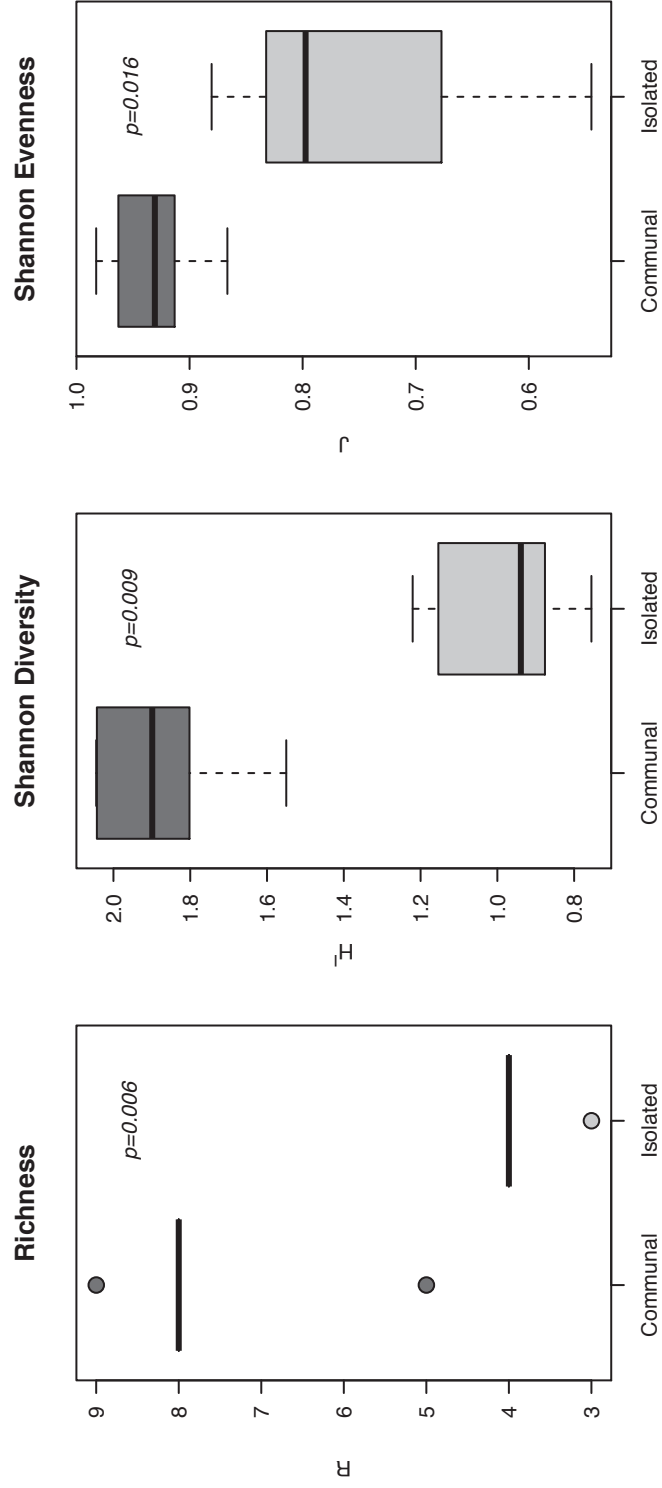 Richness
p=0.006
R
9
8
7
6
5
4
3
Communal
Isolated
Shannon Diversity
p=0.009
H'
2.0
1.8
1.6
1.4
1.2
1.0
0.8
Communal
Isolated
Shannon Evenness
p=0.016
J
1.0
0.9
0.8
0.7
0.6
Communal
Isolated